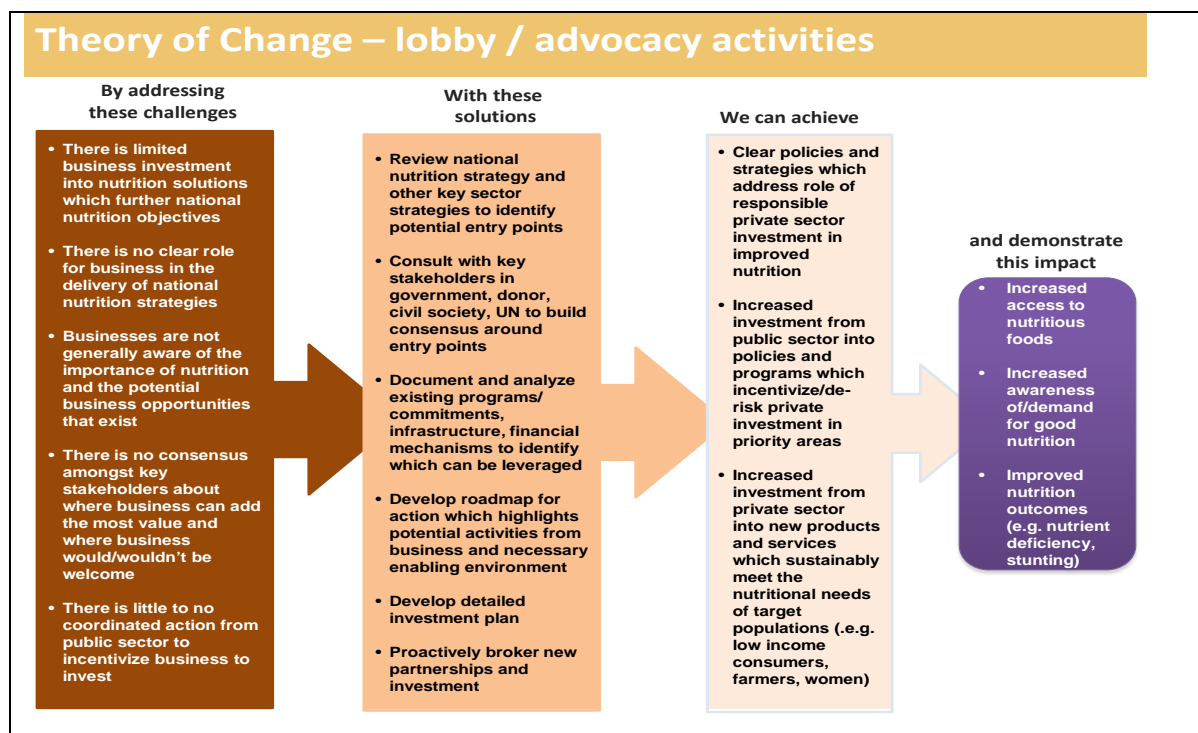 Theory of Change – lobby / advocacy activities
By addressing
these challenges
• There is limited
business investment
into nutrition solutions
which further national
nutrition objectives
• There is no clear role
for business in the
delivery of national
nutrition strategies
• Businesses are not
generally aware of the
importance of nutrition
and the potential
business opportunities
that exist
• There is no consensus
amongst key
stakeholders about
where business can add
the most value and
where business
would/wouldn't be
welcome
• There is little to no
coordinated action from
public sector to
incentivize business to
invest
With these
solutions
• Review national
nutrition strategy and
other key sector
strategies to identify
potential entry points
• Consult with key
stakeholders in
government, donor,
civil society, UN to build
consensus around
entry points
• Document and analyze
existing programs/
commitments,
infrastructure, financial
mechanisms to identify
which can be leveraged
• Develop roadmap for
action which highlights
potential activities from
business and necessary
enabling environment
• Develop detailed
investment plan
• Proactively broker new
partnerships and
investment
We can achieve
• Clear policies and
strategies which
address role of
responsible
private sector
investment in
improved
nutrition
• Increased
investment from
public sector into
policies and
programs which
incentivize/de-
risk private
investment in
priority areas
• Increased
investment from
private sector
into new products
and services
which sustainably
meet the
nutritional needs
of target
populations (.e.g.
low income
consumers,
farmers, women)
and demonstrate
this impact
• Increased
access to
nutritious
foods
• Increased
awareness
of/demand
for good
nutrition
• Improved
nutrition
outcomes
(e.g. nutrient
deficiency,
stunting)